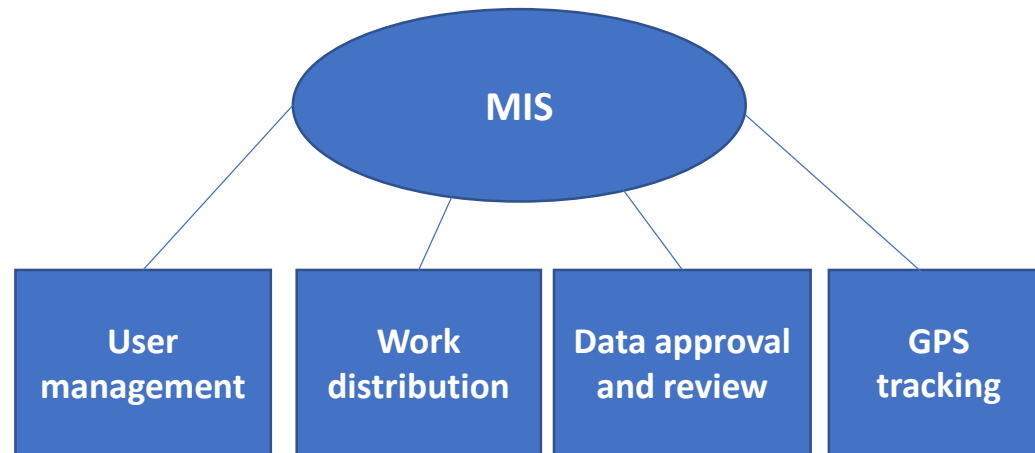 MIS
User
management
Work
distribution
Data approval
and review
GPS
tracking